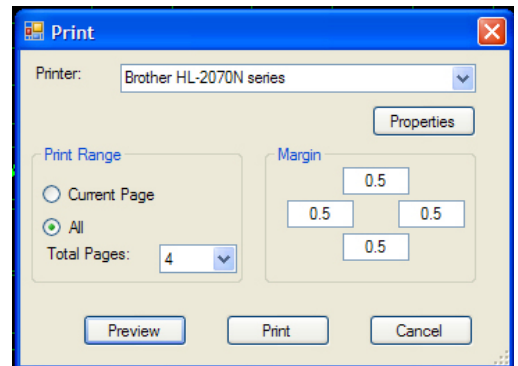 Print
Printer: Brother HL-2070N series
Properties
Print Range
Current Page
All
Total Pages: 4
Margin
0.5
0.5 0.5
0.5
Preview Print Cancel